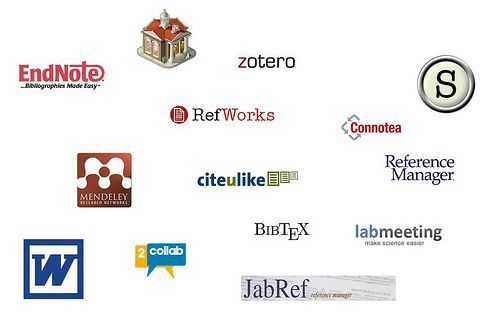 EndNote
...Bibliographies Made Easy~
zotero
S
RefWorks
Connotea
MENDELEY
RESEARCH NETWORKS
citeulike
Reference
Manager
BIBTEX
labmeeting
make science easier
W
2
collab
JabRef
reference manager